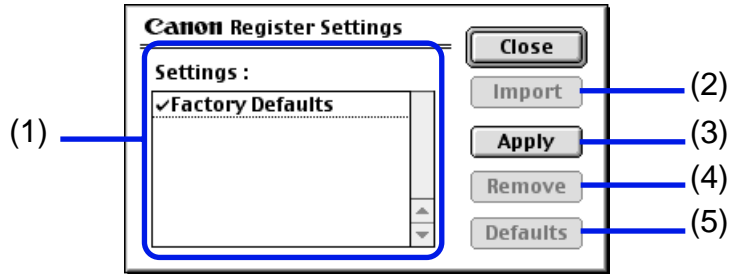 Canon Register Settings
Close
Settings :
Import
(2)
✓Factory Defaults
(1)
Apply
(3)
Remove
(4)
Defaults
(5)